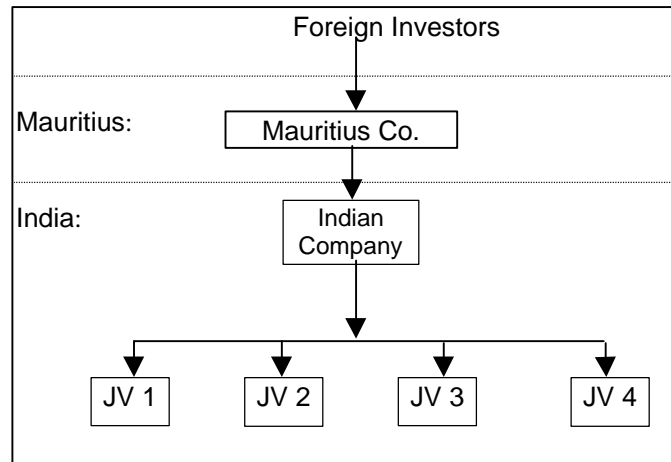 Foreign Investors
Mauritius:
Mauritius Co.
India:
Indian
Company
JV 1
JV 2
JV 3
JV 4